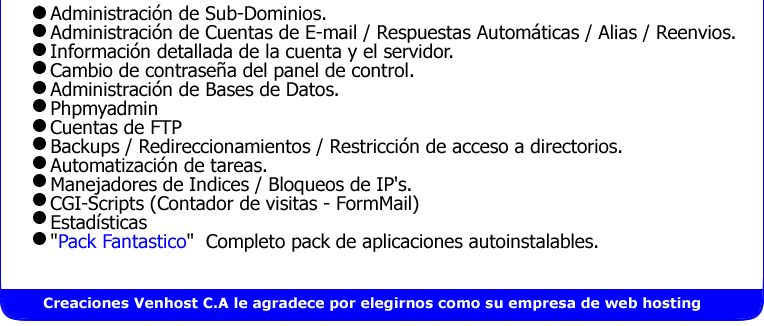 ● Administración de Sub-Dominios.
● Administración de Cuentas de E-mail / Respuestas Automáticas / Alias / Reenvios.
● Información detallada de la cuenta y el servidor.
● Cambio de contraseña del panel de control.
● Administración de Bases de Datos.
● Phpmyadmin
● Cuentas de FTP
● Backups / Redireccionamientos / Restricción de acceso a directorios.
● Automatización de tareas.
● Manejadores de Indices / Bloqueos de IP's.
● CGI-Scripts (Contador de visitas - FormMail)
● Estadísticas
● "Pack Fantastico"  Completo pack de aplicaciones autoinstalables.
Creaciones Venhost C.A le agradece por elegirnos como su empresa de web hosting